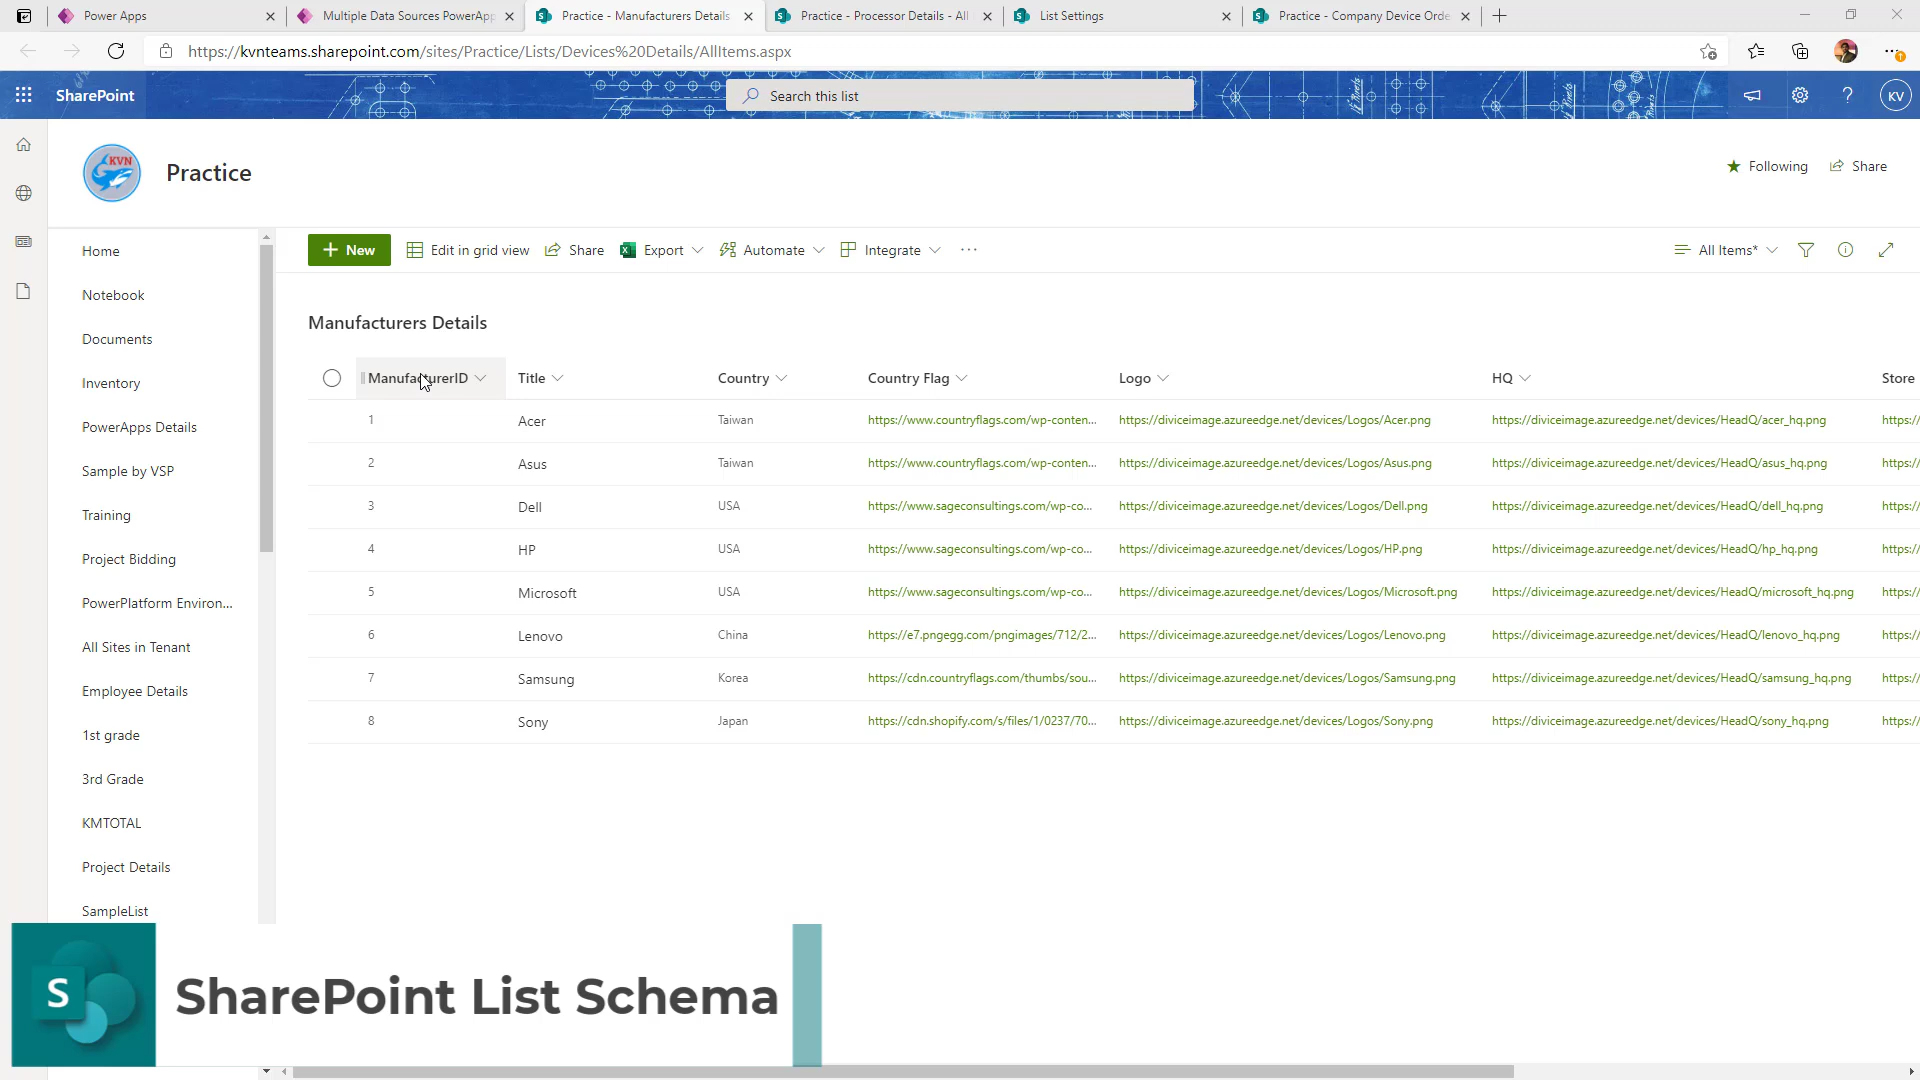 Power Apps
Multiple Data Sources PowerApp
Practice - Manufacturers Details
Practice - Processor Details - All
List Settings
Practice - Company Device Orde
https://kvnteams.sharepoint.com/sites/Practice/Lists/Devices%20Details/AllItems.aspx
SharePoint
Search this list
?
KV
KVN
Practice
Following
Share
Home
Notebook
Documents
Inventory
PowerApps Details
Sample by VSP
Training
Project Bidding
PowerPlatform Environ...
All Sites in Tenant
Employee Details
1st grade
3rd Grade
KMTOTAL
Project Details
SampleList
+ New
Edit in grid view
Share
Export
Automate
Integrate
...
All Items*
Manufacturers Details
ManufacturerID Title Country Country Flag Logo HQ Store
1 Acer Taiwan https://www.countryflags.com/wp-conten... https://diviceimage.azureedge.net/devices/Logos/Acer.png https://diviceimage.azureedge.net/devices/HeadQ/acer_hq.png https://
2 Asus Taiwan https://www.countryflags.com/wp-conten... https://diviceimage.azureedge.net/devices/Logos/Asus.png https://diviceimage.azureedge.net/devices/HeadQ/asus_hq.png https://
3 Dell USA https://www.sageconsultings.com/wp-co... https://diviceimage.azureedge.net/devices/Logos/Dell.png https://diviceimage.azureedge.net/devices/HeadQ/dell_hq.png https://
4 HP USA https://www.sageconsultings.com/wp-co... https://diviceimage.azureedge.net/devices/Logos/HP.png https://diviceimage.azureedge.net/devices/HeadQ/hp_hq.png https://
5 Microsoft USA https://www.sageconsultings.com/wp-co... https://diviceimage.azureedge.net/devices/Logos/Microsoft.png https://diviceimage.azureedge.net/devices/HeadQ/microsoft_hq.png https://
6 Lenovo China https://e7.pngegg.com/pngimages/712/2... https://diviceimage.azureedge.net/devices/Logos/Lenovo.png https://diviceimage.azureedge.net/devices/HeadQ/lenovo_hq.png https://
7 Samsung Korea https://cdn.countryflags.com/thumbs/sou... https://diviceimage.azureedge.net/devices/Logos/Samsung.png https://diviceimage.azureedge.net/devices/HeadQ/samsung_hq.png https://
8 Sony Japan https://cdn.shopify.com/s/files/1/0237/70... https://diviceimage.azureedge.net/devices/Logos/Sony.png https://diviceimage.azureedge.net/devices/HeadQ/sony_hq.png https://
S
SharePoint List Schema